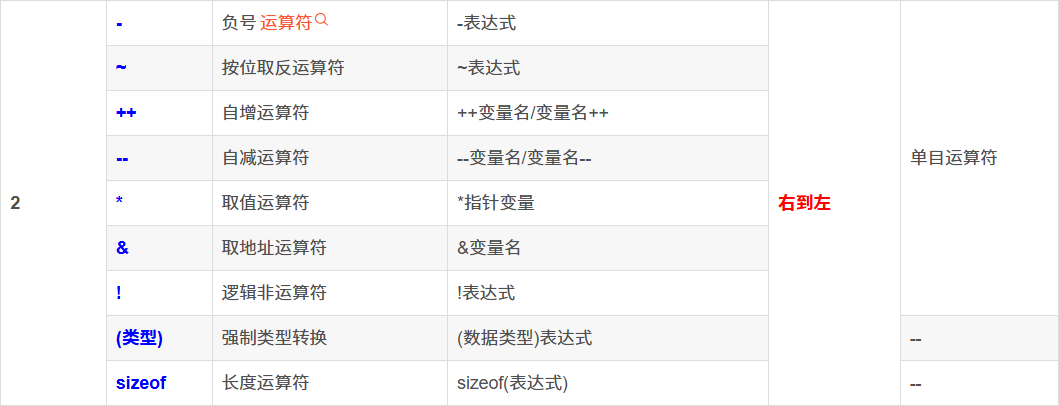 - 负号 运算符 -表达式
~ 按位取反运算符 ~表达式
++ 自增运算符 ++变量名/变量名++
-- 自减运算符 --变量名/变量名-- 单目运算符
2 * 取值运算符 *指针变量 右到左
& 取地址运算符 &变量名
! 逻辑非运算符 !表达式
(类型) 强制类型转换 (数据类型)表达式 --
sizeof 长度运算符 sizeof(表达式) --